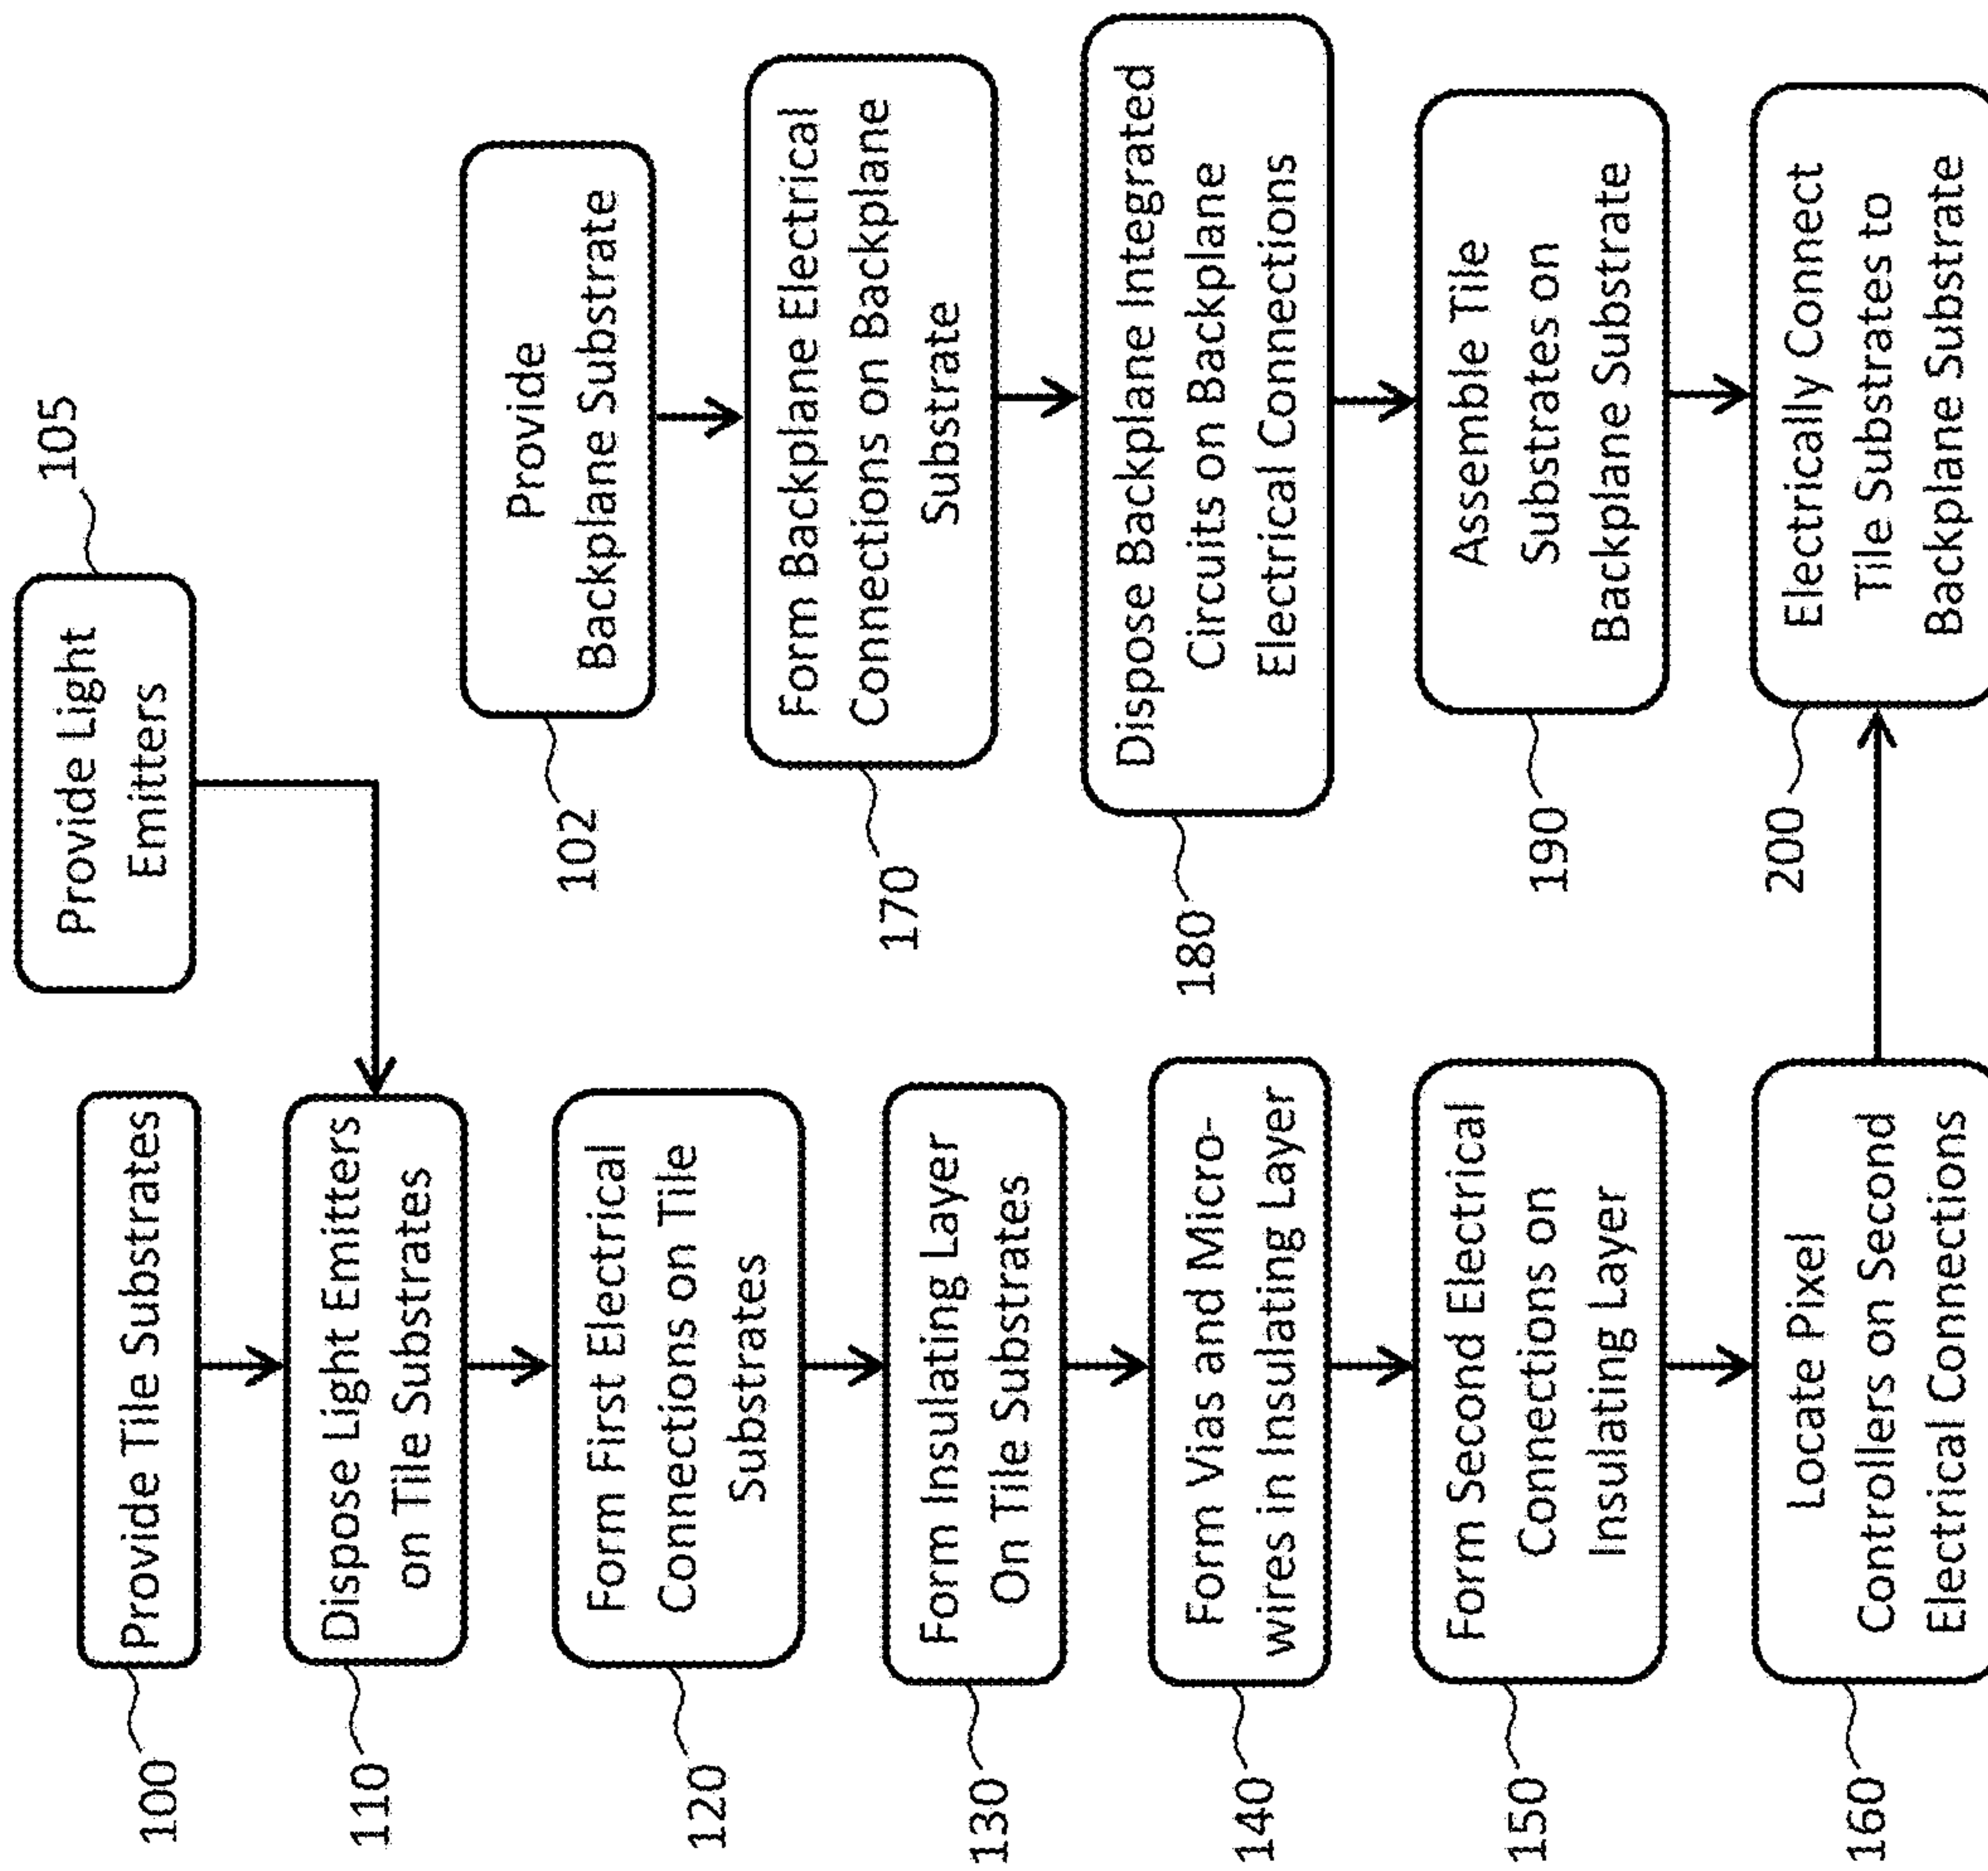 100
Provide Tile Substrates
Provide Light
Emitters
105
110
Dispose Light Emitters
on Tile Substrates
120
Form First Electrical
Connections on Tile
Substrates
130
Form Insulating Layer
On Tile Substrates
140
Form Vias and Micro-
wires in Insulating Layer
150
Form Second Electrical
Connections on
Insulating Layer
160
Locate Pixel
Controllers on Second
Electrical Connections
102
Provide
Backplane Substrate
170
Form Backplane Electrical
Connections on Backplane
Substrate
180
Dispose Backplane Integrated
Circuits on Backplane
Electrical Connections
190
Assemble Tile
Substrates on
Backplane Substrate
200
Electrically Connect
Tile Substrates to
Backplane Substrate